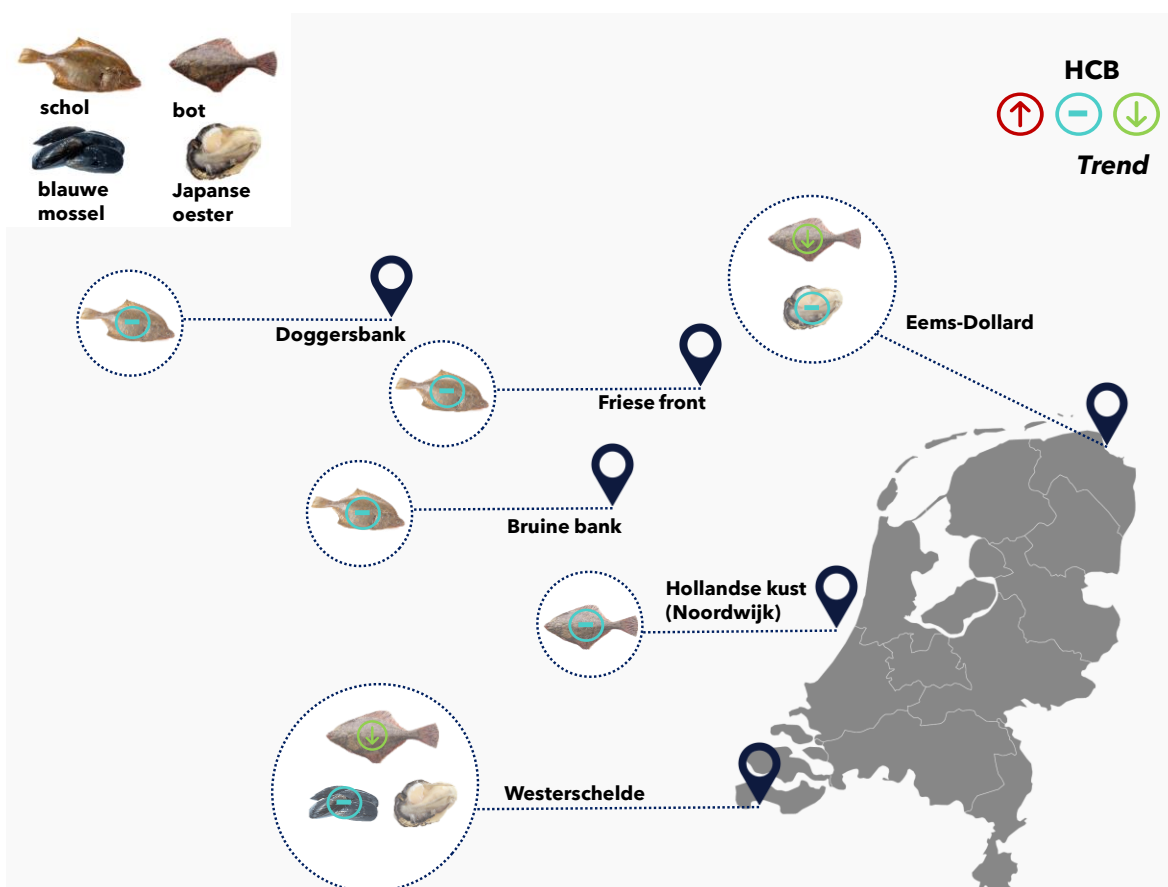 schol
bot
blauwe
mossel
Japanse
oester
HCB
Trend
Doggersbank
Eems-Dollard
Friese front
Bruine bank
Hollandse kust
(Noordwijk)
Westerschelde